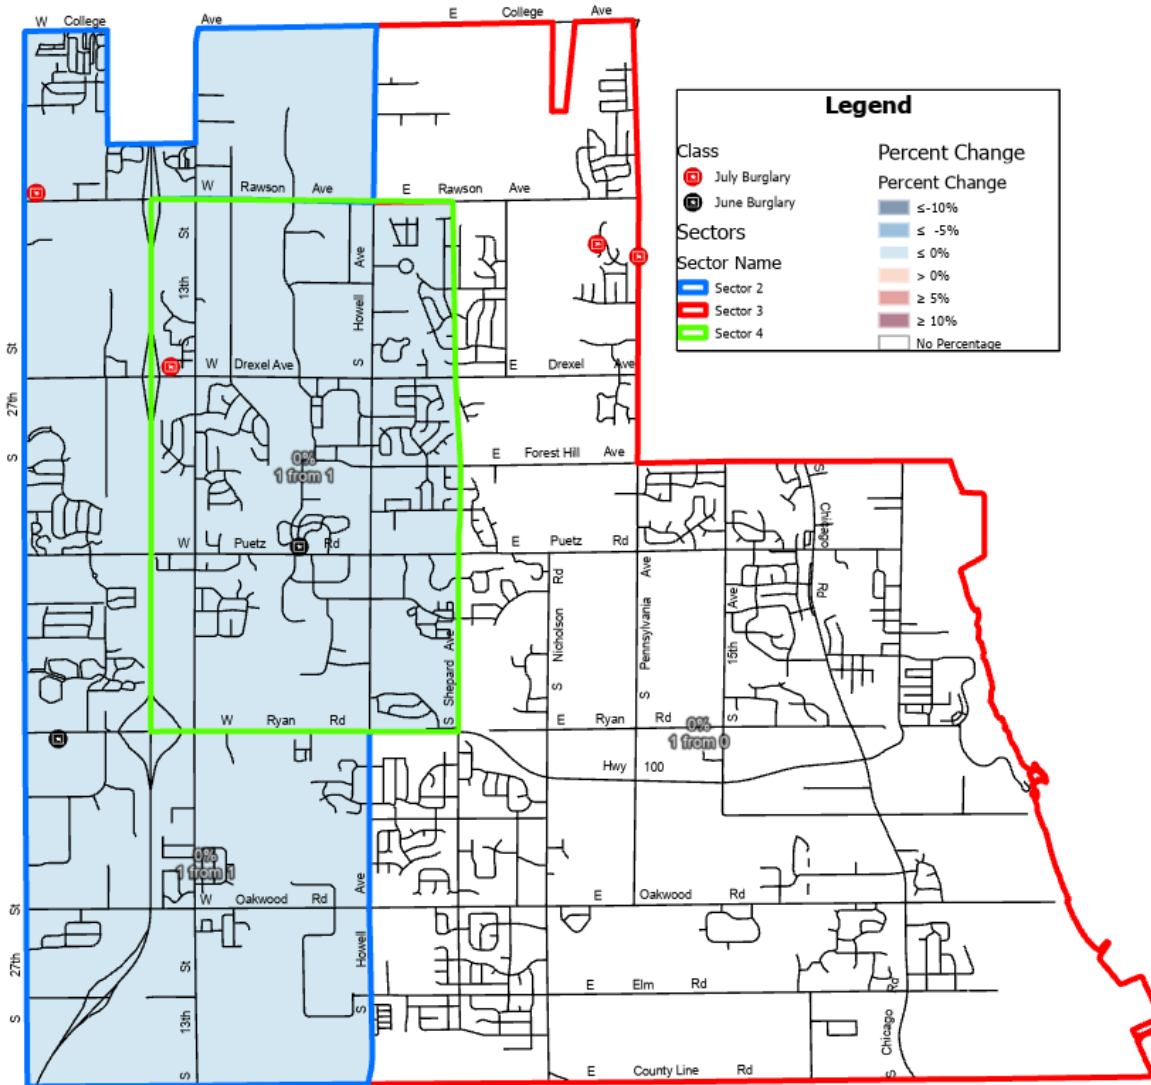 W College Ave
E College Ave
Legend
Class
July Burglary
June Burglary
Sectors
Sector Name
Sector 2
Sector 3
Sector 4
Percent Change
Percent Change
≤-10%
≤ -5%
≤ 0%
> 0%
≥ 5%
≥ 10%
No Percentage
W Rawson Ave
E Rawson Ave
S 13th St
S Howell Ave
S 27th St
W Drexel Ave
E Drexel Ave
E Forest Hill Ave
0%
1 from 1
W Puetz Rd
E Puetz Rd
S Chicago Rd
S Nicholson Rd
S Pennsylvania Ave
S 15th Ave
S Shepard Ave
W Ryan Rd
E Ryan Rd
0%
1 from 0
Hwy 100
0%
1 from 1
W Oakwood Rd
E Oakwood Rd
S 27th St
S 13th St
S Howell Ave
E Elm Rd
S Chicago Rd
E County Line Rd